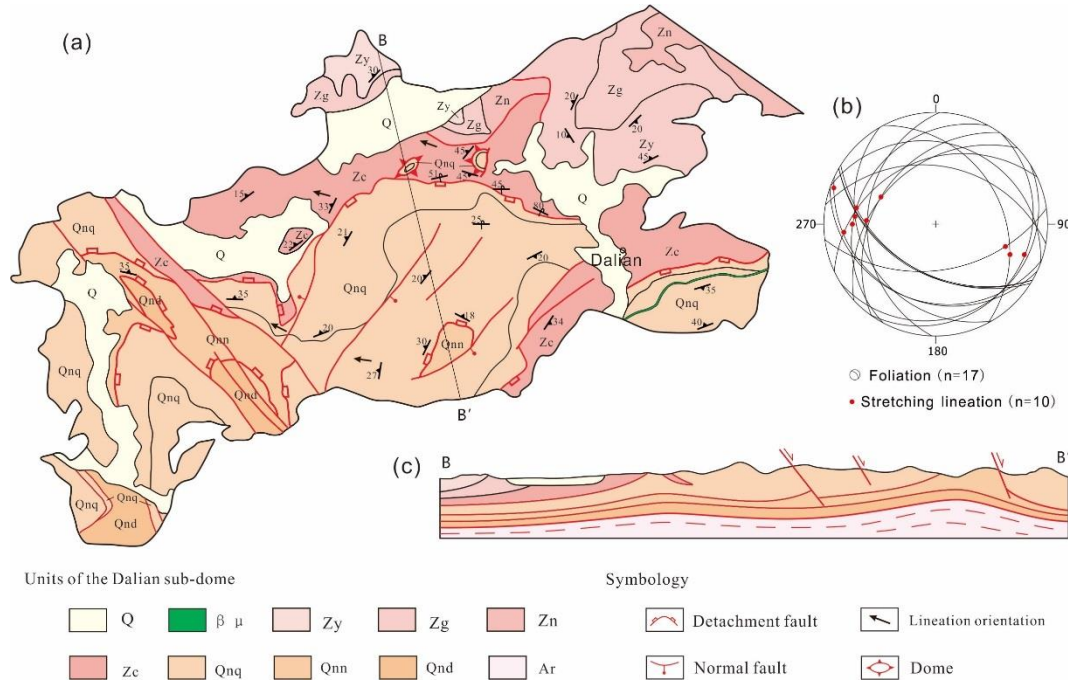 (a)
B
Zy
30
Zg
Q
Zy
Zg
Zn
Zn
Zg
20
20
10
Zy
45
45
Qnq
51
45
45
80
Zc
15
33
Q
Zc
22
Q
Dalian
Zc
Qnq
35
40
Qnq
Zc
35
Qnd
Q
35
21
Qnq
25
20
20
Qnn
20
18
30
Qnn
34
Zc
27
B'
Qnq
Qnq
Qnd
Qnq
Qnq
Qnd
(b)
0
270
90
180
Foliation (n=17)
Stretching lineation (n=10)
(c)
B
B'
Units of the Dalian sub-dome
Symbology
Q
β μ
Zy
Zg
Zn
Detachment fault
Lineation orientation
Zc
Qnq
Qnn
Qnd
Ar
Normal fault
Dome